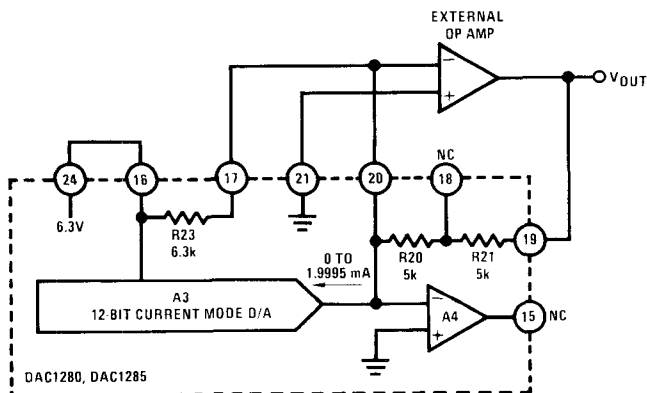 EXTERNAL
OP AMP
−
+
VOUT
NC
24
16
17
21
20
18
6.3V
R23
6.3k
R20
5k
R21
5k
19
0 TO
1.9995 mA
A3
12-BIT CURRENT MODE D/A
−
+
A4
15
NC
DAC1280, DAC1285